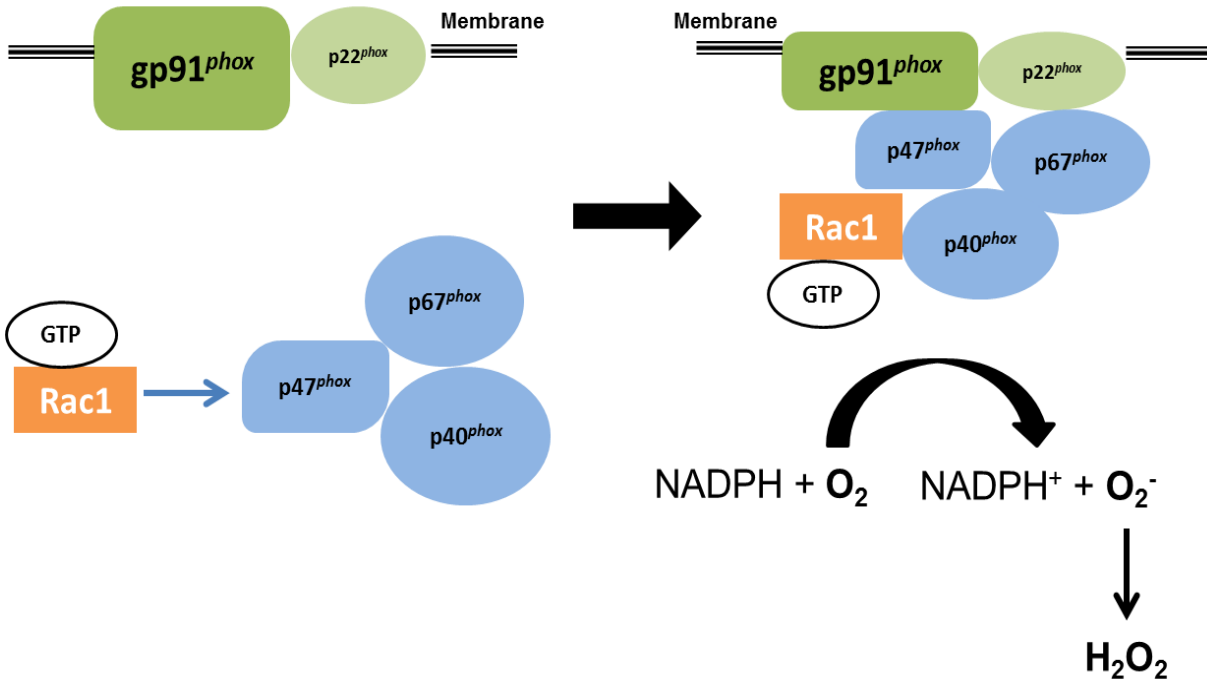 Membrane
gp91phox
p22phox
GTP
Rac1
p47phox
p67phox
p40phox
Membrane
gp91phox
p22phox
p47phox
p67phox
Rac1
p40phox
GTP
NADPH + O2
NADPH+ + O2-
H2O2